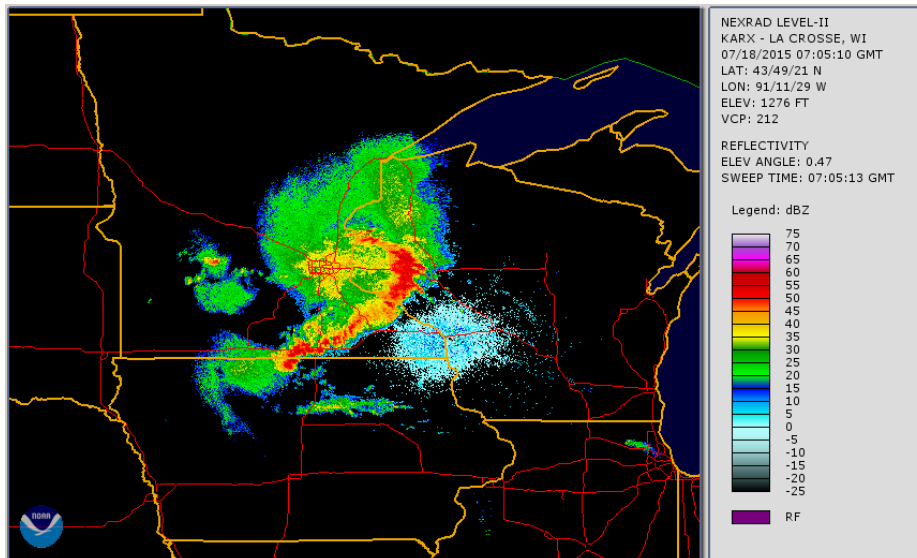 NEXRAD LEVEL-II
KARX - LA CROSSE, WI
07/18/2015 07:05:10 GMT
LAT: 43/49/21 N
LON: 91/11/29 W
ELEV: 1276 FT
VCP: 212
REFLECTIVITY
ELEV ANGLE: 0.47
SWEEP TIME: 07:05:13 GMT
Legend: dBZ
75
70
65
60
55
50
45
40
35
30
25
20
15
10
5
0
-5
-10
-15
-20
-25
RF
NOAA